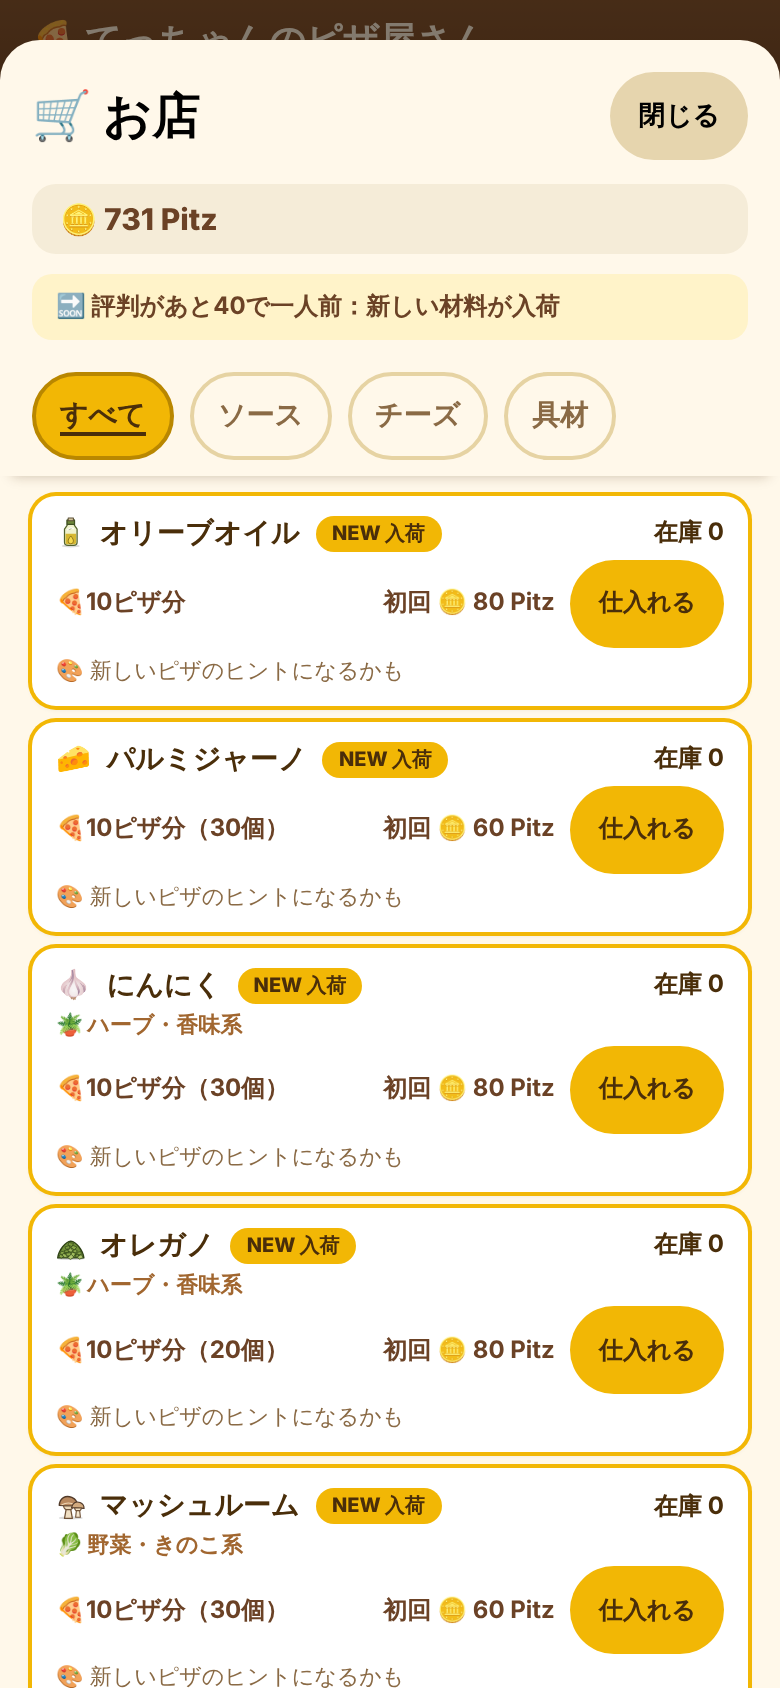 てっちゃんのピザ屋さん
お店
閉じる
731 Pitz
SOON 評判があと40で一人前：新しい材料が入荷
すべて ソース チーズ 具材
オリーブオイル NEW 入荷 在庫 0
10ピザ分 初回 80 Pitz 仕入れる
新しいピザのヒントになるかも
パルミジャーノ NEW 入荷 在庫 0
10ピザ分（30個） 初回 60 Pitz 仕入れる
新しいピザのヒントになるかも
にんにく NEW 入荷 在庫 0
ハーブ・香味系
10ピザ分（30個） 初回 80 Pitz 仕入れる
新しいピザのヒントになるかも
オレガノ NEW 入荷 在庫 0
ハーブ・香味系
10ピザ分（20個） 初回 80 Pitz 仕入れる
新しいピザのヒントになるかも
マッシュルーム NEW 入荷 在庫 0
野菜・きのこ系
10ピザ分（30個） 初回 60 Pitz 仕入れる
新しいピザのヒントになるかも